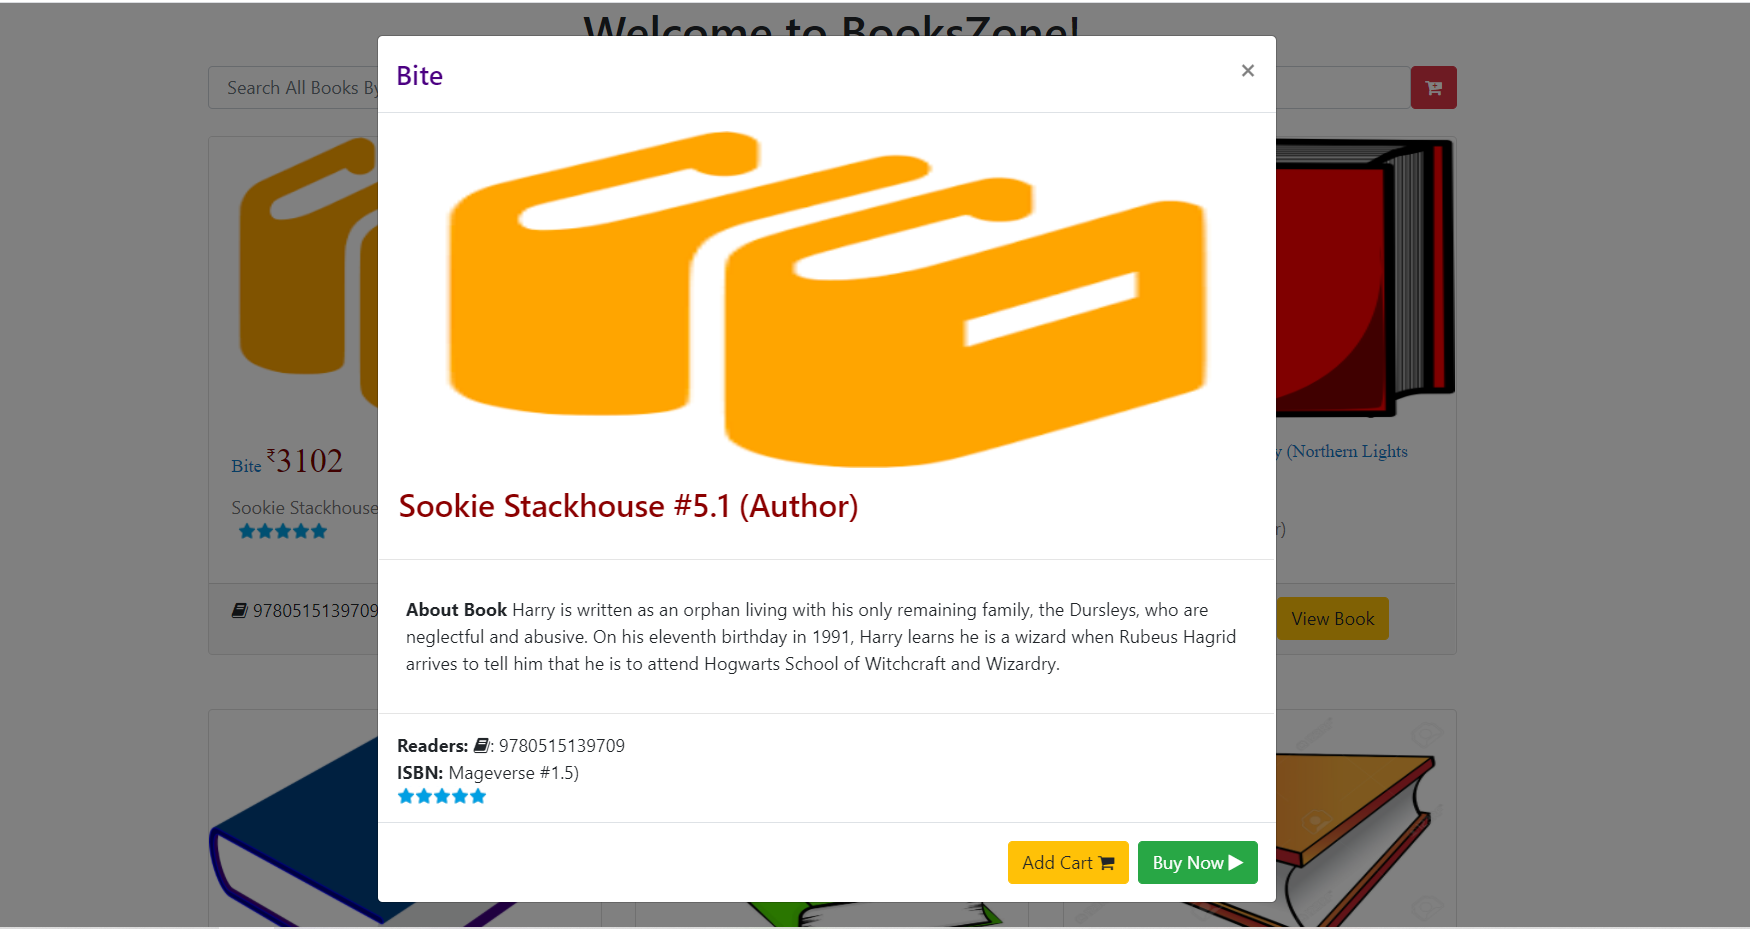 Welcome to BooksZone!
Search All Books By
Bite
×
Bite ₹3102
Sookie Stackhouse
9780515139709
Sookie Stackhouse #5.1 (Author)
About Book Harry is written as an orphan living with his only remaining family, the Dursleys, who are
neglectful and abusive. On his eleventh birthday in 1991, Harry learns he is a wizard when Rubeus Hagrid
arrives to tell him that he is to attend Hogwarts School of Witchcraft and Wizardry.
Readers: : 9780515139709
ISBN: Mageverse #1.5)
Add Cart
Buy Now
y (Northern Lights
r)
View Book